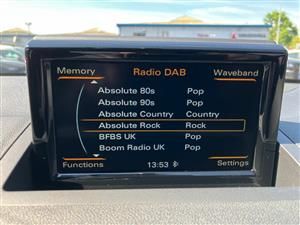 Memory Radio DAB Waveband
Absolute 80s Pop
Absolute 90s Pop
Absolute Country Country
Absolute Rock Rock
BFBS UK Pop
Boom Radio UK Pop
Functions 13:53 Settings